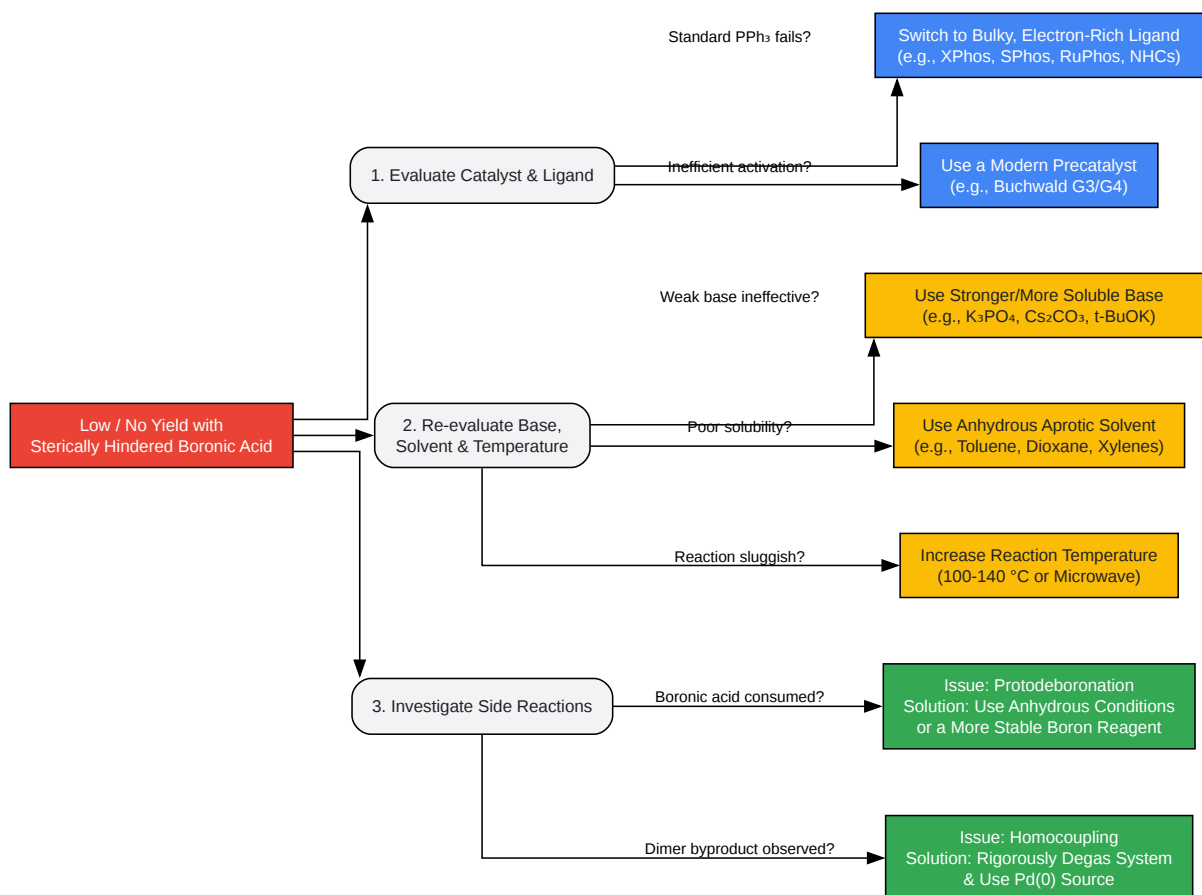 Standard PPh₃ fails?
Switch to Bulky, Electron-Rich Ligand
(e.g., XPhos, SPhos, RuPhos, NHCs)
1. Evaluate Catalyst & Ligand
Inefficient activation?
Use a Modern Precatalyst
(e.g., Buchwald G3/G4)
Weak base ineffective?
Use Stronger/More Soluble Base
(e.g., K₃PO₄, Cs₂CO₃, t-BuOK)
Low / No Yield with
Sterically Hindered Boronic Acid
2. Re-evaluate Base,
Solvent & Temperature
Poor solubility?
Use Anhydrous Aprotic Solvent
(e.g., Toluene, Dioxane, Xylenes)
Reaction sluggish?
Increase Reaction Temperature
(100-140 °C or Microwave)
3. Investigate Side Reactions
Boronic acid consumed?
Issue: Protodeboronation
Solution: Use Anhydrous Conditions
or a More Stable Boron Reagent
Dimer byproduct observed?
Issue: Homocoupling
Solution: Rigorously Degas System
& Use Pd(0) Source